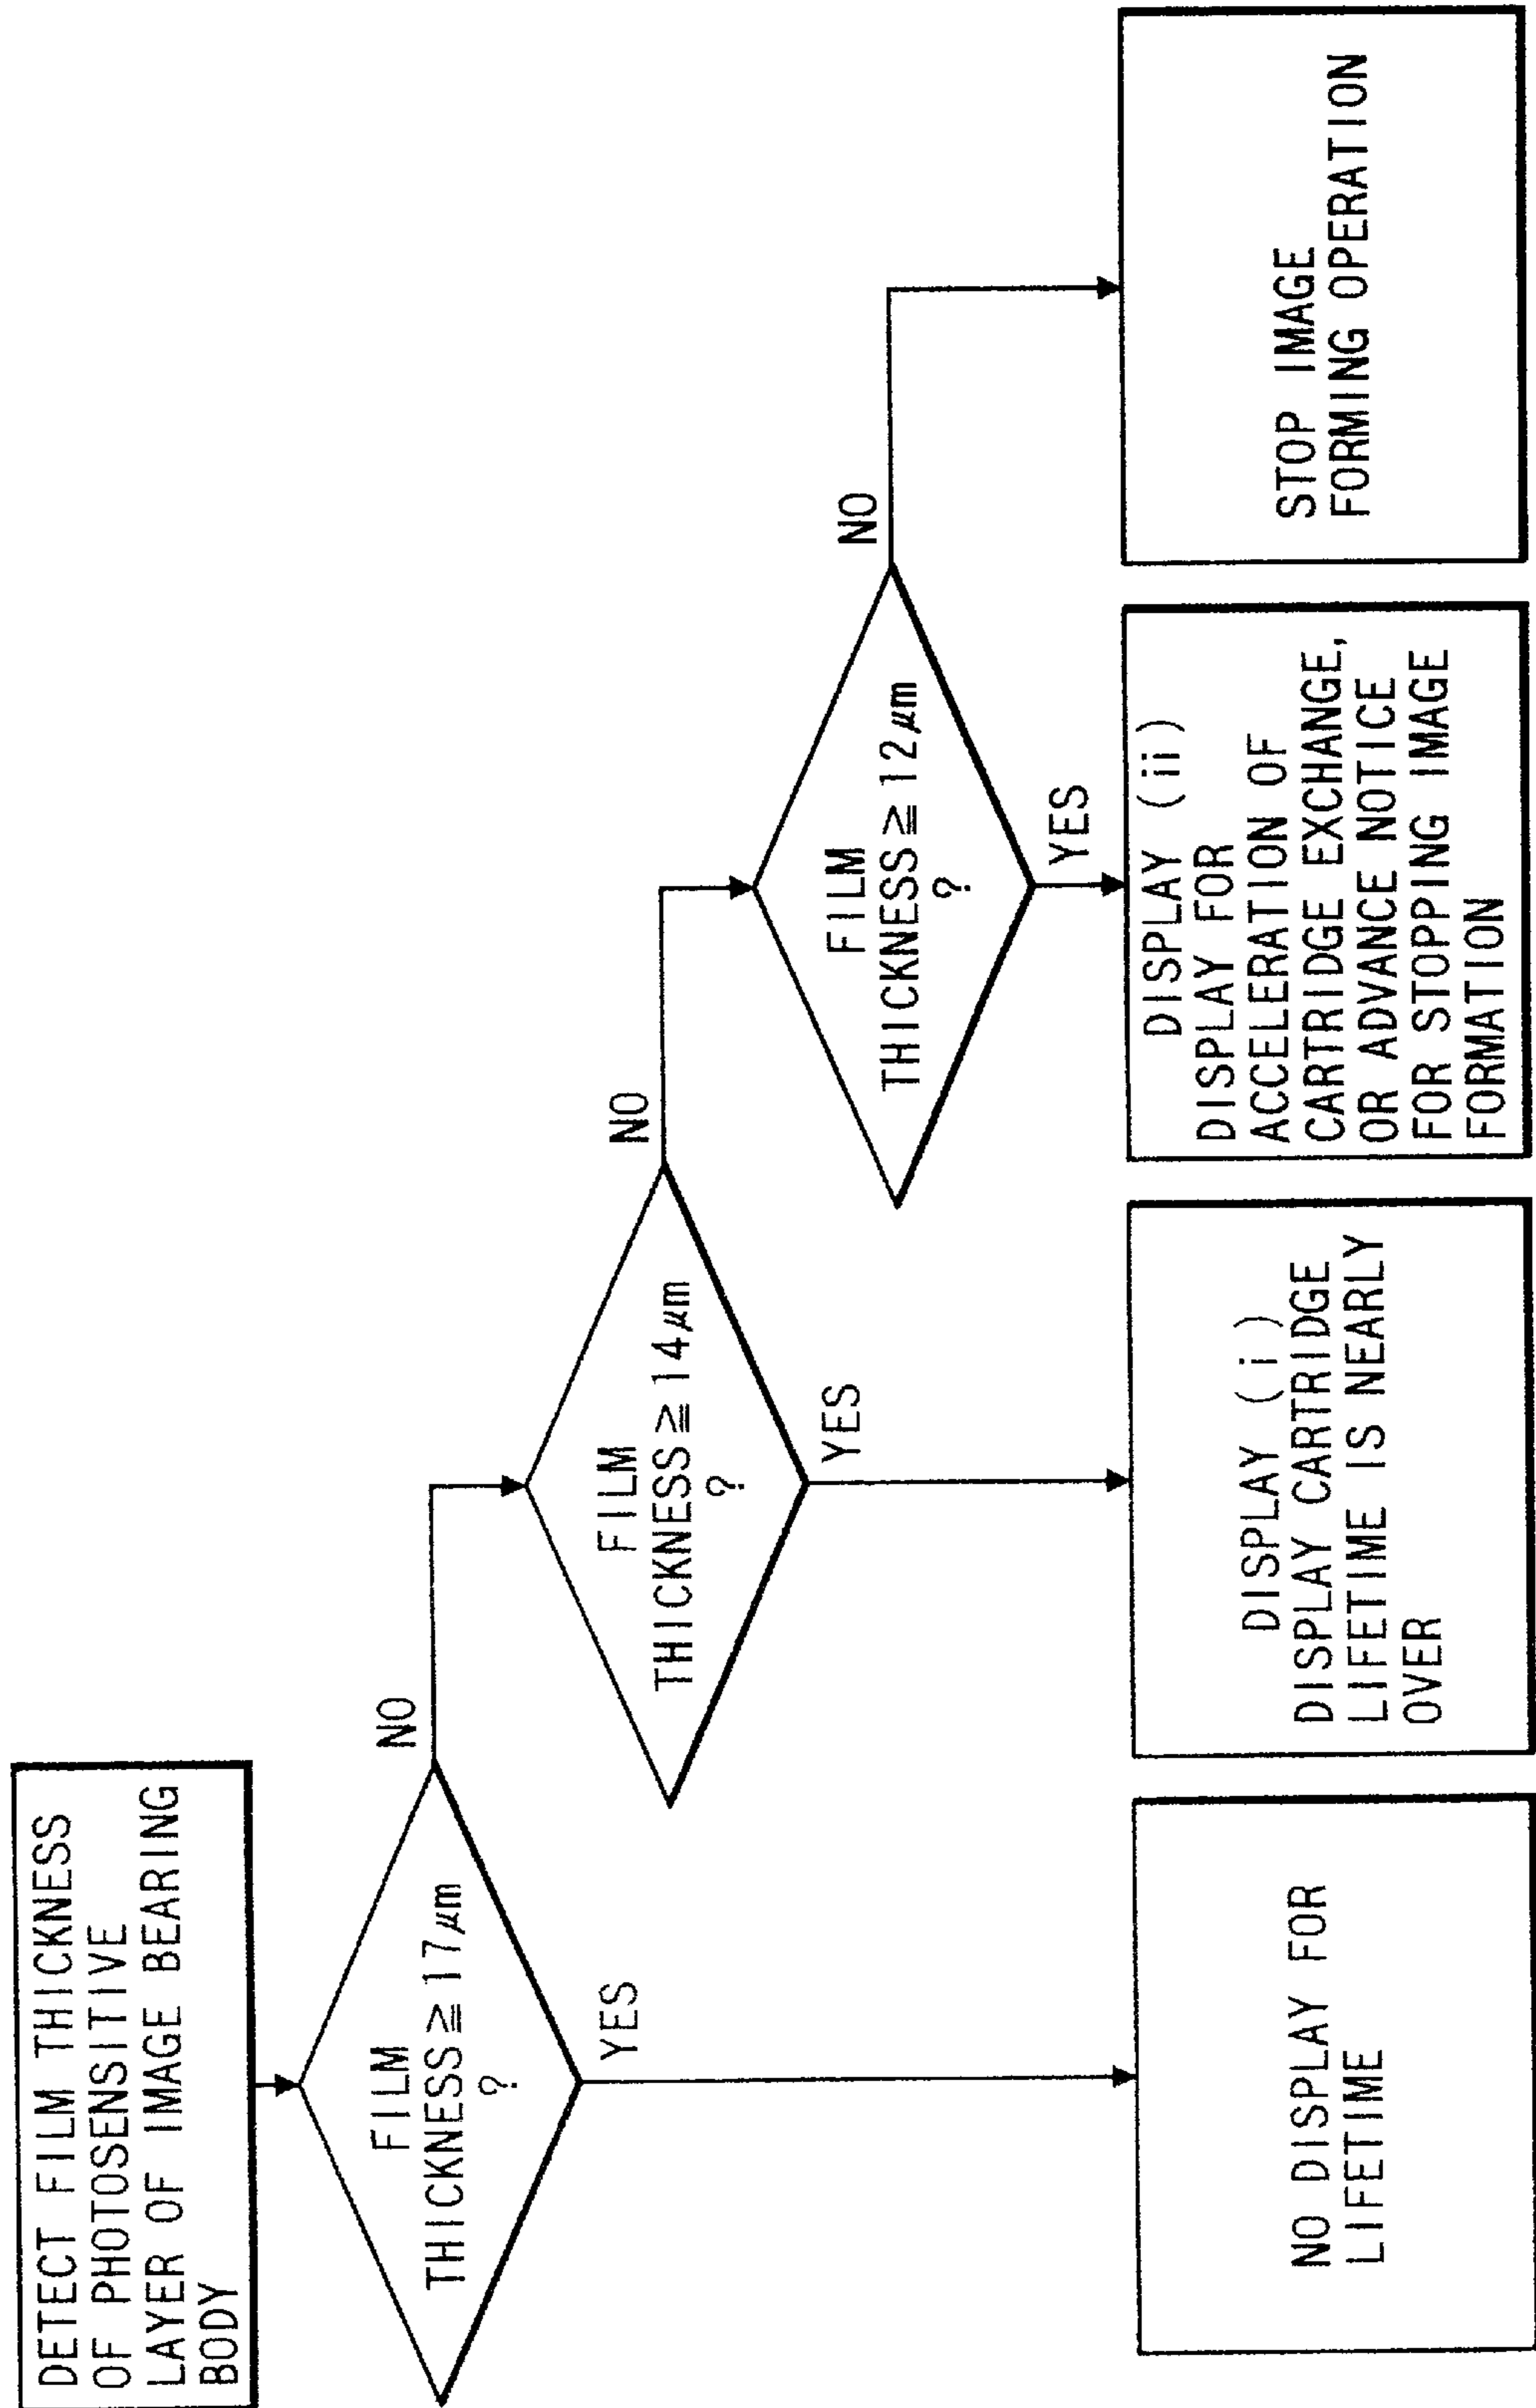 DETECT FILM THICKNESS
OF PHOTOSENSITIVE
LAYER OF IMAGE BEARING
BODY
FILM
THICKNESS≧17μm
?
NO
YES
FILM
THICKNESS≧14μm
?
NO
YES
FILM
THICKNESS≧12μm
?
NO
YES
NO DISPLAY FOR
LIFETIME
DISPLAY (i)
DISPLAY CARTRIDGE
LIFETIME IS NEARLY
OVER
DISPLAY (ii)
DISPLAY FOR
ACCELERATION OF
CARTRIDGE EXCHANGE,
OR ADVANCE NOTICE
FOR STOPPING IMAGE
FORMATION
STOP IMAGE
FORMING OPERATION